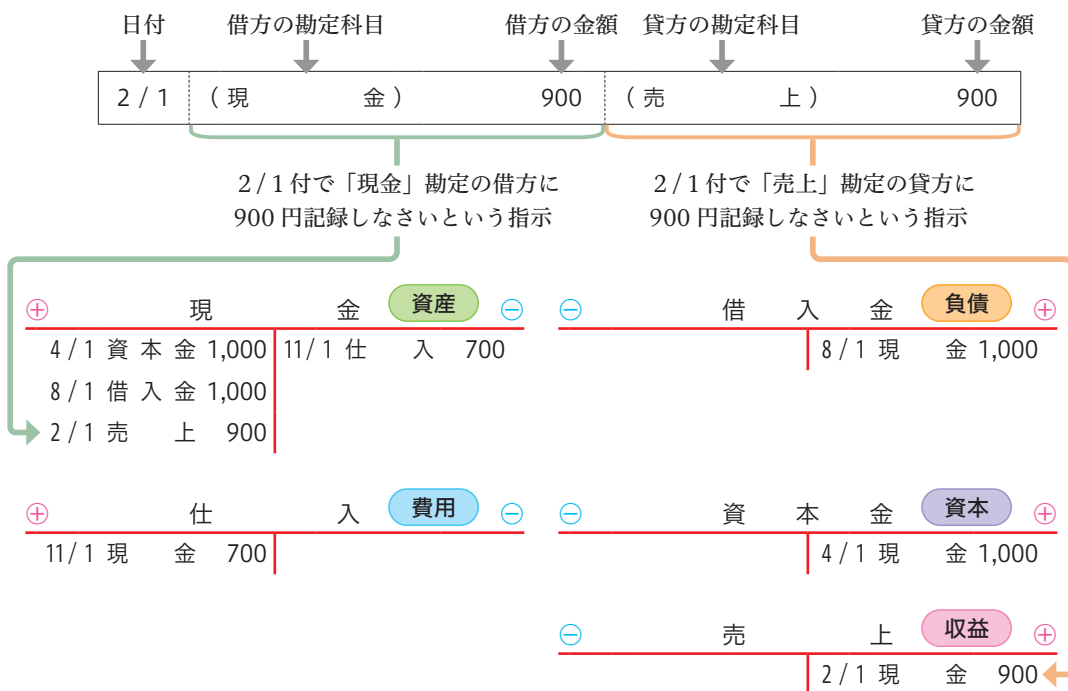 日付 借方の勘定科目 借方の金額 貸方の勘定科目 貸方の金額
2/1 (現 金) 900 (売 上) 900
2/1付で「現金」勘定の借方に
900円記録しなさいという指示
2/1付で「売上」勘定の貸方に
900円記録しなさいという指示
⊕ 現 金 資産 ⊖
4/1 資本金 1,000 11/1 仕 入 700
8/1 借入金 1,000
2/1 売 上 900
⊖ 借 入 金 負債 ⊕
8/1 現 金 1,000
⊕ 仕 入 費用 ⊖
11/1 現 金 700
⊖ 資 本 金 資本 ⊕
4/1 現 金 1,000
⊖ 売 上 収益 ⊕
2/1 現 金 900